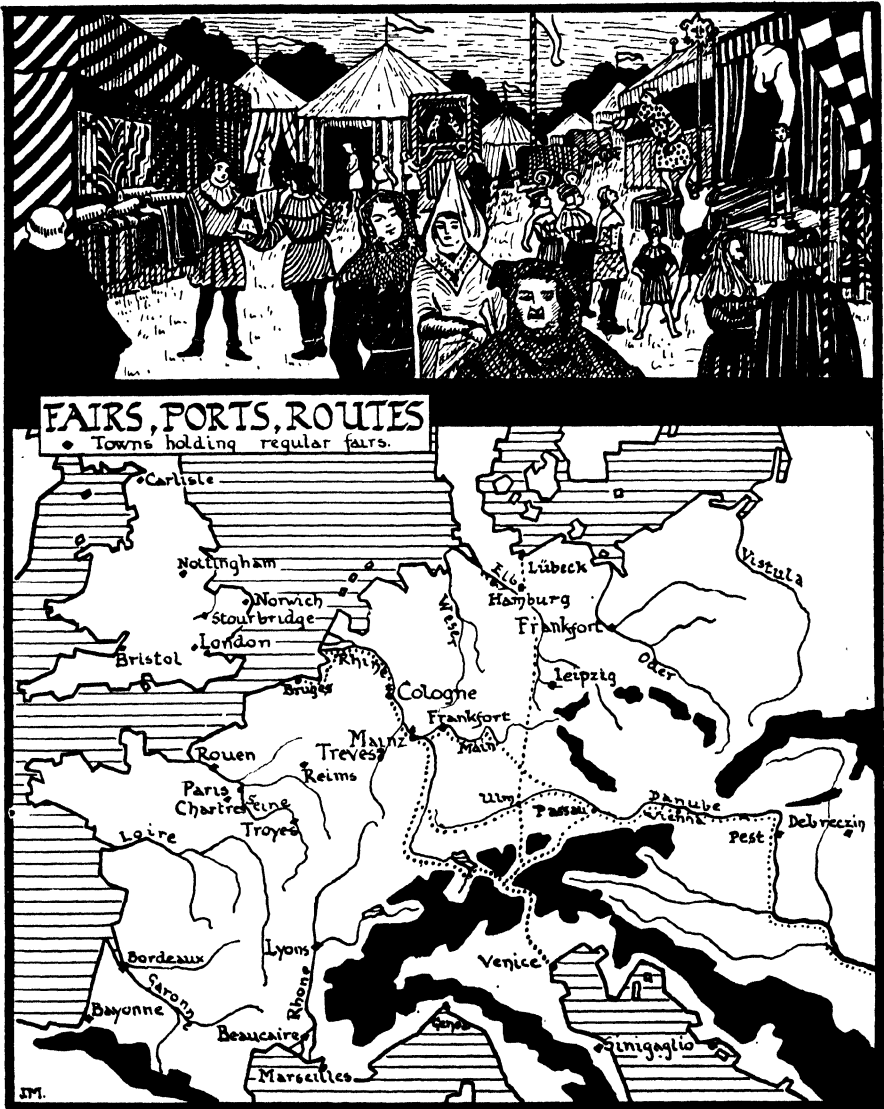 FAIRS, PORTS, ROUTES
Towns holding regular fairs.
Carlisle
Nottingham
Norwich
Stourbridge
London
Bristol
Elbe
Lübeck
Hamburg
Vistula
Weser
Frankfort
Oder
Leipzig
Rhine
Bruges
Cologne
Frankfort
Mainz
Main
Treves
Rouen
Reims
Paris
Chartres
Seine
Troyes
Ulm
Passau
Danube
Vienna
Pest
Debreczin
Loire
Lyons
Bordeaux
Garonne
Venice
Rhone
Bayonne
Beaucaire
Genoa
Sinigaglio
Marseilles
JM.